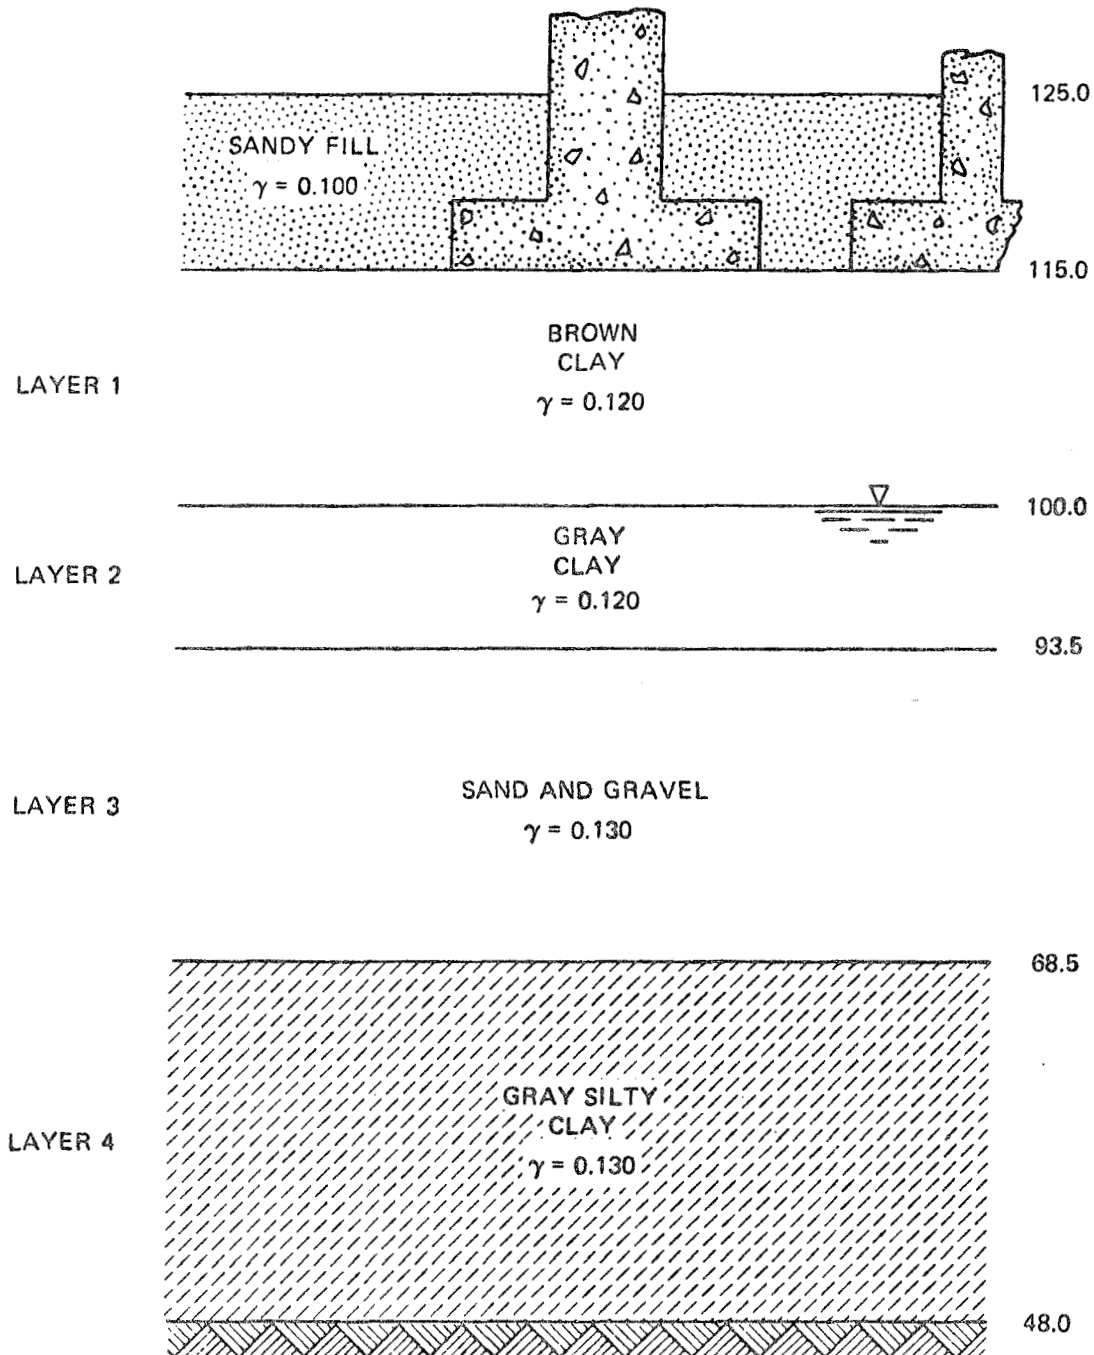 125.0
SANDY FILL
γ = 0.100
115.0
BROWN
CLAY
LAYER 1
γ = 0.120
100.0
GRAY
CLAY
LAYER 2
γ = 0.120
93.5
SAND AND GRAVEL
LAYER 3
γ = 0.130
68.5
GRAY SILTY
CLAY
LAYER 4
γ = 0.130
48.0